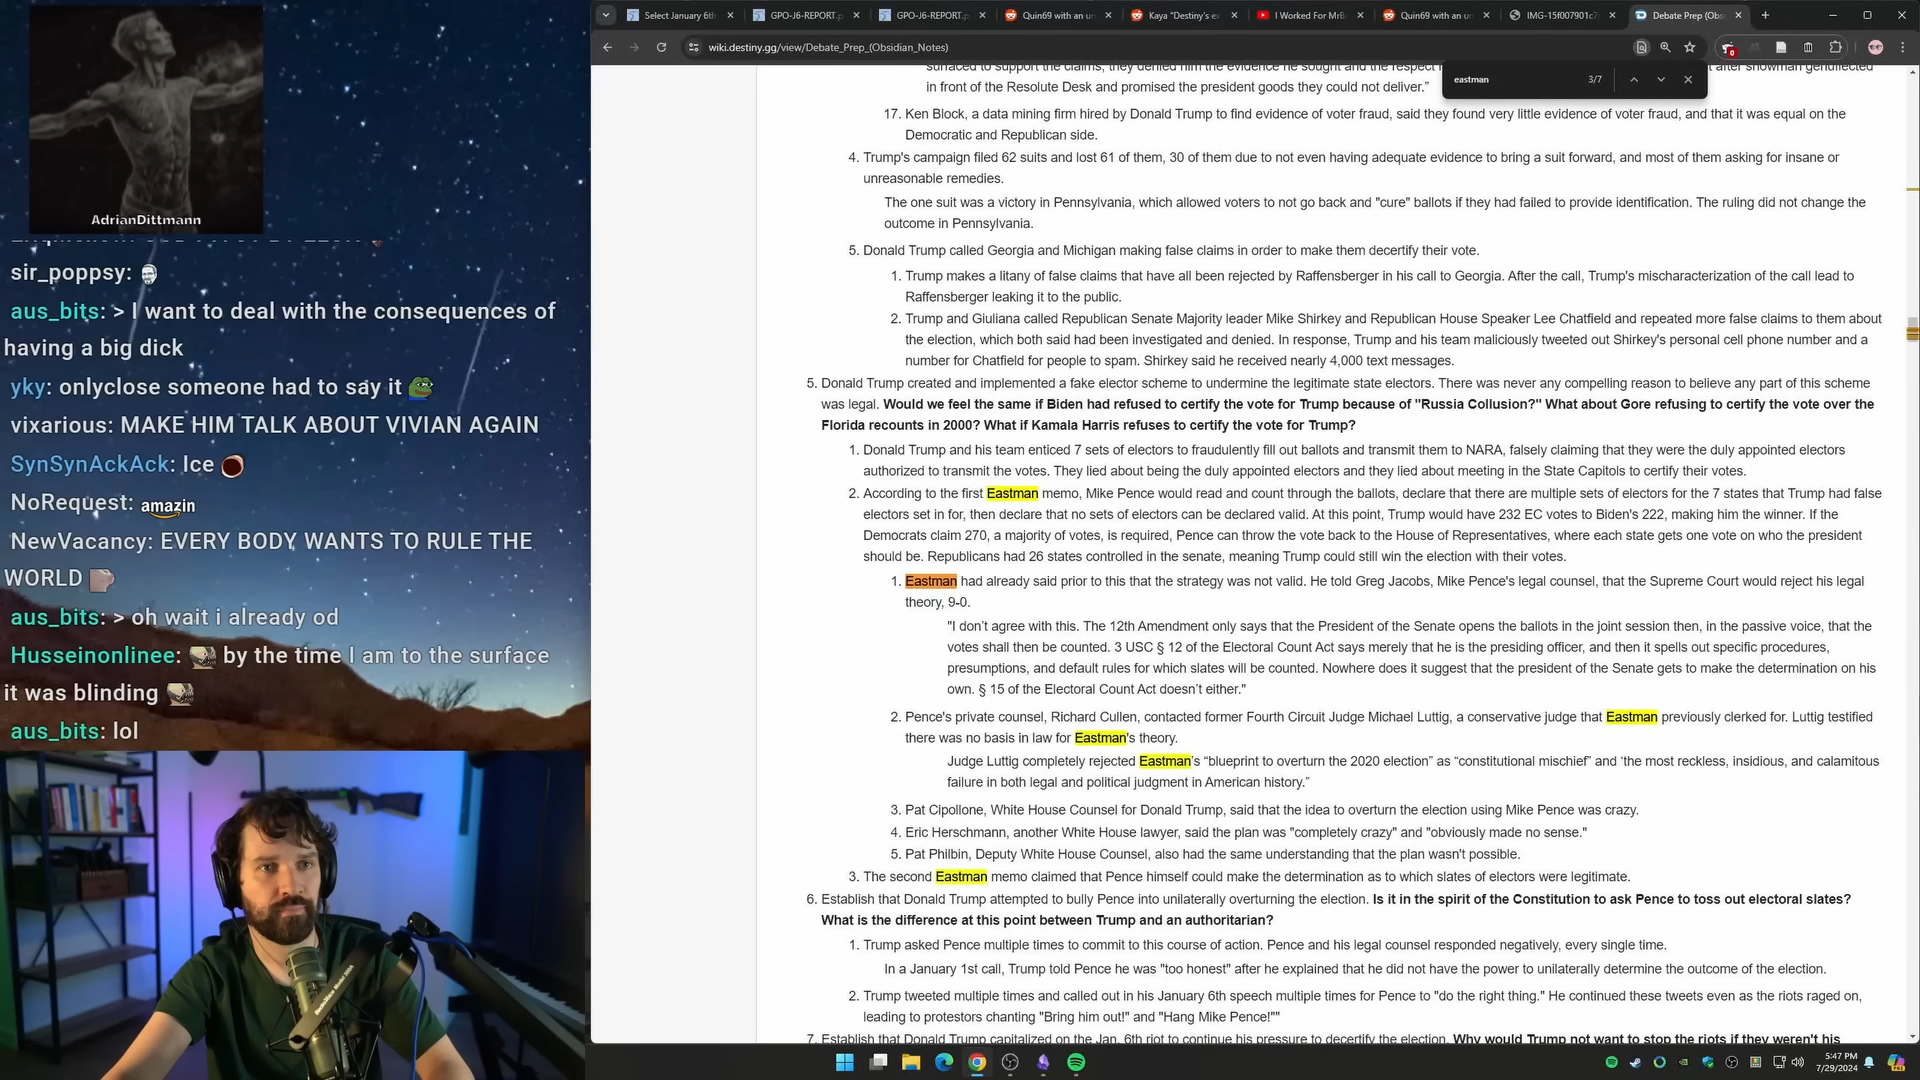 AdrianDittmann
sir_poppsy:
aus_bits: > I want to deal with the consequences of
having a big dick
yky: onlyclose someone had to say it
vixarious: MAKE HIM TALK ABOUT VIVIAN AGAIN
SynSynAckAck: Ice
NoRequest: amazin
NewVacancy: EVERY BODY WANTS TO RULE THE
WORLD
aus_bits: > oh wait i already od
Husseinonlinee: by the time I am to the surface
it was blinding
aus_bits: lol
Select January 6th
GPO-J6-REPORT.p
GPO-J6-REPORT.p
Quin69 with an un
Kaya "Destiny's ex
I Worked For MrB
Quin69 with an un
IMG-15f007901c7
Debate Prep (Obs
wiki.destiny.gg/view/Debate_Prep_(Obsidian_Notes)
eastman 3/7
surfaced to support the claims, they denied him the evidence he sought and the respect
in front of the Resolute Desk and promised the president goods they could not deliver.”
17. Ken Block, a data mining firm hired by Donald Trump to find evidence of voter fraud, said they found very little evidence of voter fraud, and that it was equal on the
Democratic and Republican side.
4. Trump's campaign filed 62 suits and lost 61 of them, 30 of them due to not even having adequate evidence to bring a suit forward, and most of them asking for insane or
unreasonable remedies.
The one suit was a victory in Pennsylvania, which allowed voters to not go back and "cure" ballots if they had failed to provide identification. The ruling did not change the
outcome in Pennsylvania.
5. Donald Trump called Georgia and Michigan making false claims in order to make them decertify their vote.
1. Trump makes a litany of false claims that have all been rejected by Raffensberger in his call to Georgia. After the call, Trump's mischaracterization of the call lead to
Raffensberger leaking it to the public.
2. Trump and Giuliana called Republican Senate Majority leader Mike Shirkey and Republican House Speaker Lee Chatfield and repeated more false claims to them about
the election, which both said had been investigated and denied. In response, Trump and his team maliciously tweeted out Shirkey's personal cell phone number and a
number for Chatfield for people to spam. Shirkey said he received nearly 4,000 text messages.
5. Donald Trump created and implemented a fake elector scheme to undermine the legitimate state electors. There was never any compelling reason to believe any part of this scheme
was legal. Would we feel the same if Biden had refused to certify the vote for Trump because of "Russia Collusion?" What about Gore refusing to certify the vote over the
Florida recounts in 2000? What if Kamala Harris refuses to certify the vote for Trump?
1. Donald Trump and his team enticed 7 sets of electors to fraudulently fill out ballots and transmit them to NARA, falsely claiming that they were the duly appointed electors
authorized to transmit the votes. They lied about being the duly appointed electors and they lied about meeting in the State Capitols to certify their votes.
2. According to the first Eastman memo, Mike Pence would read and count through the ballots, declare that there are multiple sets of electors for the 7 states that Trump had false
electors set in for, then declare that no sets of electors can be declared valid. At this point, Trump would have 232 EC votes to Biden's 222, making him the winner. If the
Democrats claim 270, a majority of votes, is required, Pence can throw the vote back to the House of Representatives, where each state gets one vote on who the president
should be. Republicans had 26 states controlled in the senate, meaning Trump could still win the election with their votes.
1. Eastman had already said prior to this that the strategy was not valid. He told Greg Jacobs, Mike Pence's legal counsel, that the Supreme Court would reject his legal
theory, 9-0.
"I don’t agree with this. The 12th Amendment only says that the President of the Senate opens the ballots in the joint session then, in the passive voice, that the
votes shall then be counted. 3 USC § 12 of the Electoral Count Act says merely that he is the presiding officer, and then it spells out specific procedures,
presumptions, and default rules for which slates will be counted. Nowhere does it suggest that the president of the Senate gets to make the determination on his
own. § 15 of the Electoral Count Act doesn’t either."
2. Pence's private counsel, Richard Cullen, contacted former Fourth Circuit Judge Michael Luttig, a conservative judge that Eastman previously clerked for. Luttig testified
there was no basis in law for Eastman's theory.
Judge Luttig completely rejected Eastman’s “blueprint to overturn the 2020 election” as “constitutional mischief” and ‘the most reckless, insidious, and calamitous
failure in both legal and political judgment in American history.”
3. Pat Cipollone, White House Counsel for Donald Trump, said that the idea to overturn the election using Mike Pence was crazy.
4. Eric Herschmann, another White House lawyer, said the plan was "completely crazy" and "obviously made no sense."
5. Pat Philbin, Deputy White House Counsel, also had the same understanding that the plan wasn't possible.
3. The second Eastman memo claimed that Pence himself could make the determination as to which slates of electors were legitimate.
6. Establish that Donald Trump attempted to bully Pence into unilaterally overturning the election. Is it in the spirit of the Constitution to ask Pence to toss out electoral slates?
What is the difference at this point between Trump and an authoritarian?
1. Trump asked Pence multiple times to commit to this course of action. Pence and his legal counsel responded negatively, every single time.
In a January 1st call, Trump told Pence he was "too honest" after he explained that he did not have the power to unilaterally determine the outcome of the election.
2. Trump tweeted multiple times and called out in his January 6th speech multiple times for Pence to "do the right thing." He continued these tweets even as the riots raged on,
leading to protestors chanting "Bring him out!" and "Hang Mike Pence!""
7. Establish that Donald Trump capitalized on the Jan. 6th riot to continue his pressure to decertify the election. Why would Trump not want to stop the riots if they weren't his
5:47 PM
7/29/2024